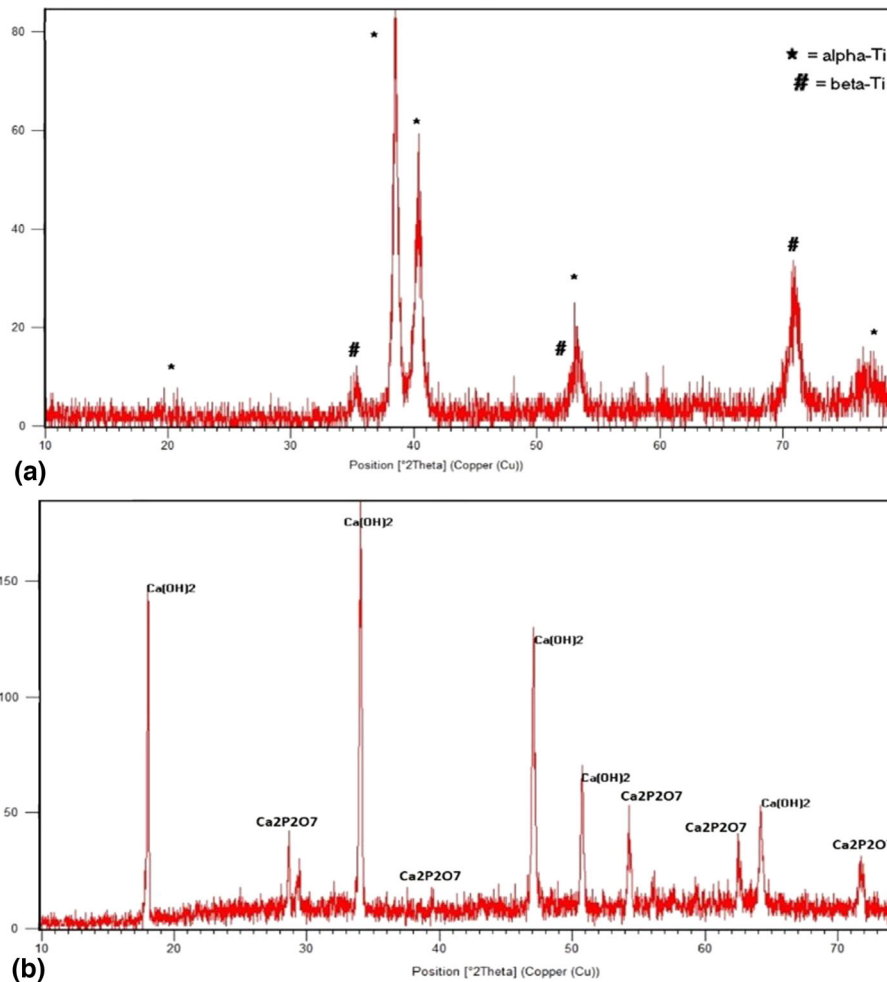 80
60
40
20
0
* = alpha-Ti
# = beta-Ti
*
*
*
#
#
*
#
*
10 20 30 40 50 60 70
Position [°2Theta] (Copper (Cu))
(a)
150
100
50
0
Ca(OH)2
Ca(OH)2
Ca(OH)2
Ca(OH)2
Ca2P2O7
Ca(OH)2
Ca2P2O7
Ca2P2O7
Ca2P2O7
Ca2P2O7
10 20 30 40 50 60 70
Position [°2Theta] (Copper (Cu))
(b)